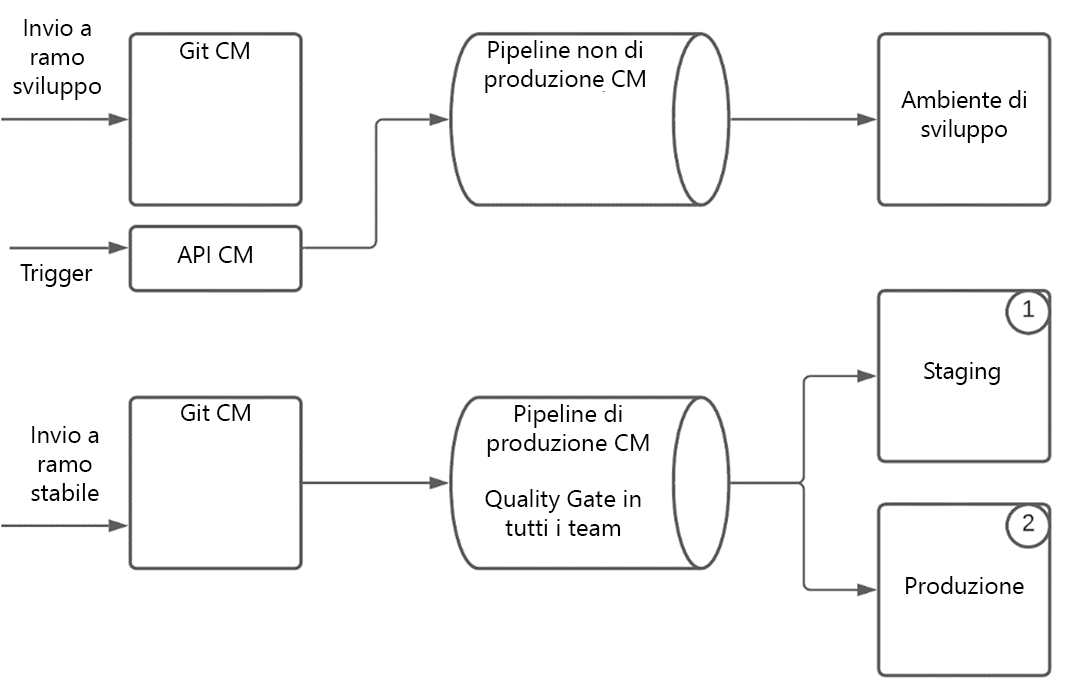 Invio a
ramo
sviluppo
Git CM
Pipeline non di
produzione CM
Ambiente di
sviluppo
Trigger
API CM
1
Staging
Invio a
ramo
stabile
Git CM
Pipeline di
produzione CM
Quality Gate in
tutti i team
2
Produzione